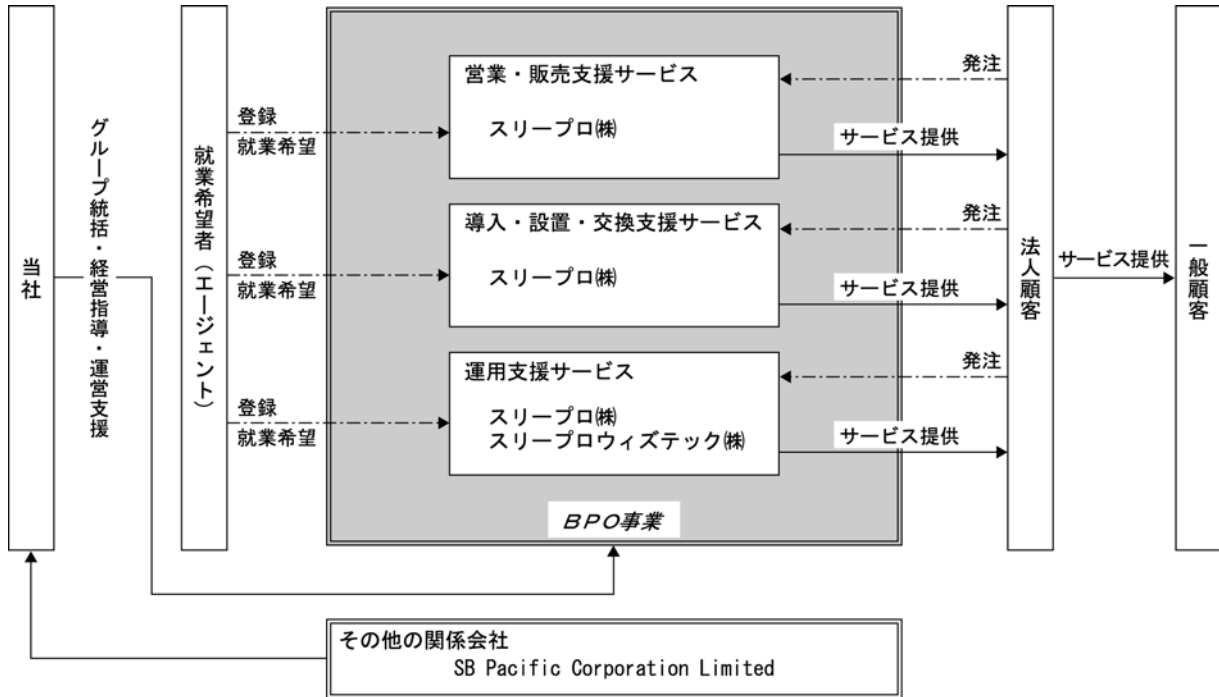 当社
グループ統括・経営指導・運営支援
就業希望者（エージェント）
登録
就業希望
営業・販売支援サービス
スリープロ㈱
発注
サービス提供
登録
就業希望
導入・設置・交換支援サービス
スリープロ㈱
発注
サービス提供
登録
就業希望
運用支援サービス
スリープロ㈱
スリープロウィズテック㈱
発注
サービス提供
ＢＰＯ事業
法人顧客
サービス提供
一般顧客
その他の関係会社
SB Pacific Corporation Limited